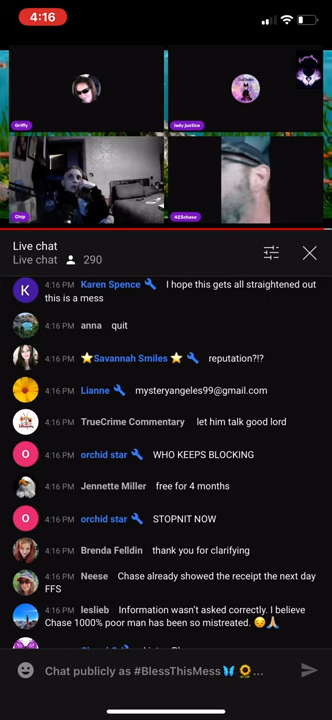 4:16
Griffy
lady justice
Chip
423chase
Live chat
Live chat 290
K 4:16 PM Karen Spence I hope this gets all straightened out
this is a mess
4:16 PM anna quit
4:16 PM ⭐Savannah Smiles⭐ reputation?!?
4:16 PM Lianne mysteryangeles99@gmail.com
4:16 PM TrueCrime Commentary let him talk good lord
O 4:16 PM orchid star WHO KEEPS BLOCKING
4:16 PM Jennette Miller free for 4 months
O 4:16 PM orchid star STOPNIT NOW
4:16 PM Brenda Felldin thank you for clarifying
4:16 PM Neese Chase already showed the receipt the next day
FFS
4:16 PM leslieb Information wasn't asked correctly. I believe
Chase 1000% poor man has been so mistreated. 😔🙏
Chat publicly as #BlessThisMess🦋🌻...